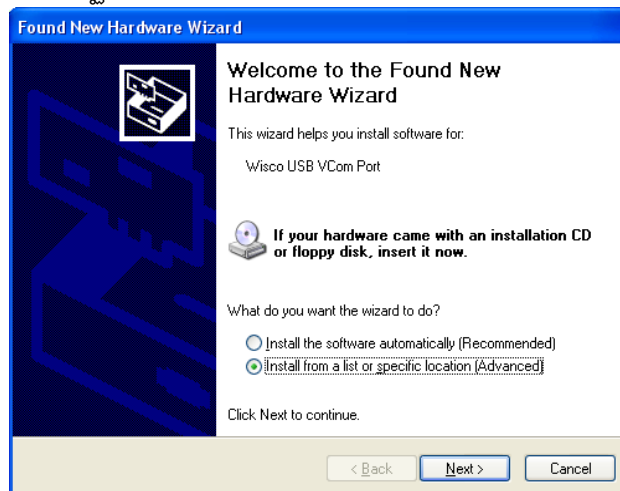 Found New Hardware Wizard
Welcome to the Found New
Hardware Wizard
This wizard helps you install software for:
Wisco USB VCom Port
If your hardware came with an installation CD
or floppy disk, insert it now.
What do you want the wizard to do?
Install the software automatically (Recommended)
Install from a list or specific location (Advanced)
Click Next to continue.
< Back Next > Cancel